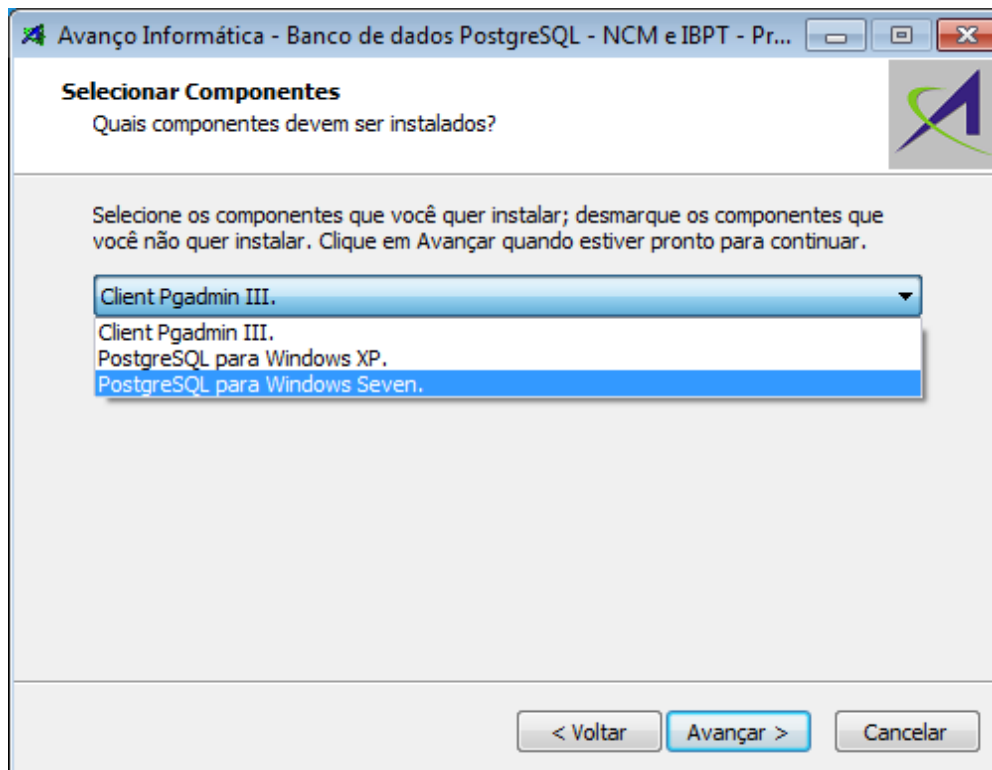 Avanço Informática - Banco de dados PostgreSQL - NCM e IBPT - Pr...
Selecionar Componentes
Quais componentes devem ser instalados?
Selecione os componentes que você quer instalar; desmarque os componentes que
você não quer instalar. Clique em Avançar quando estiver pronto para continuar.
Client Pgadmin III.
Client Pgadmin III.
PostgreSQL para Windows XP.
PostgreSQL para Windows Seven.
< Voltar
Avançar >
Cancelar